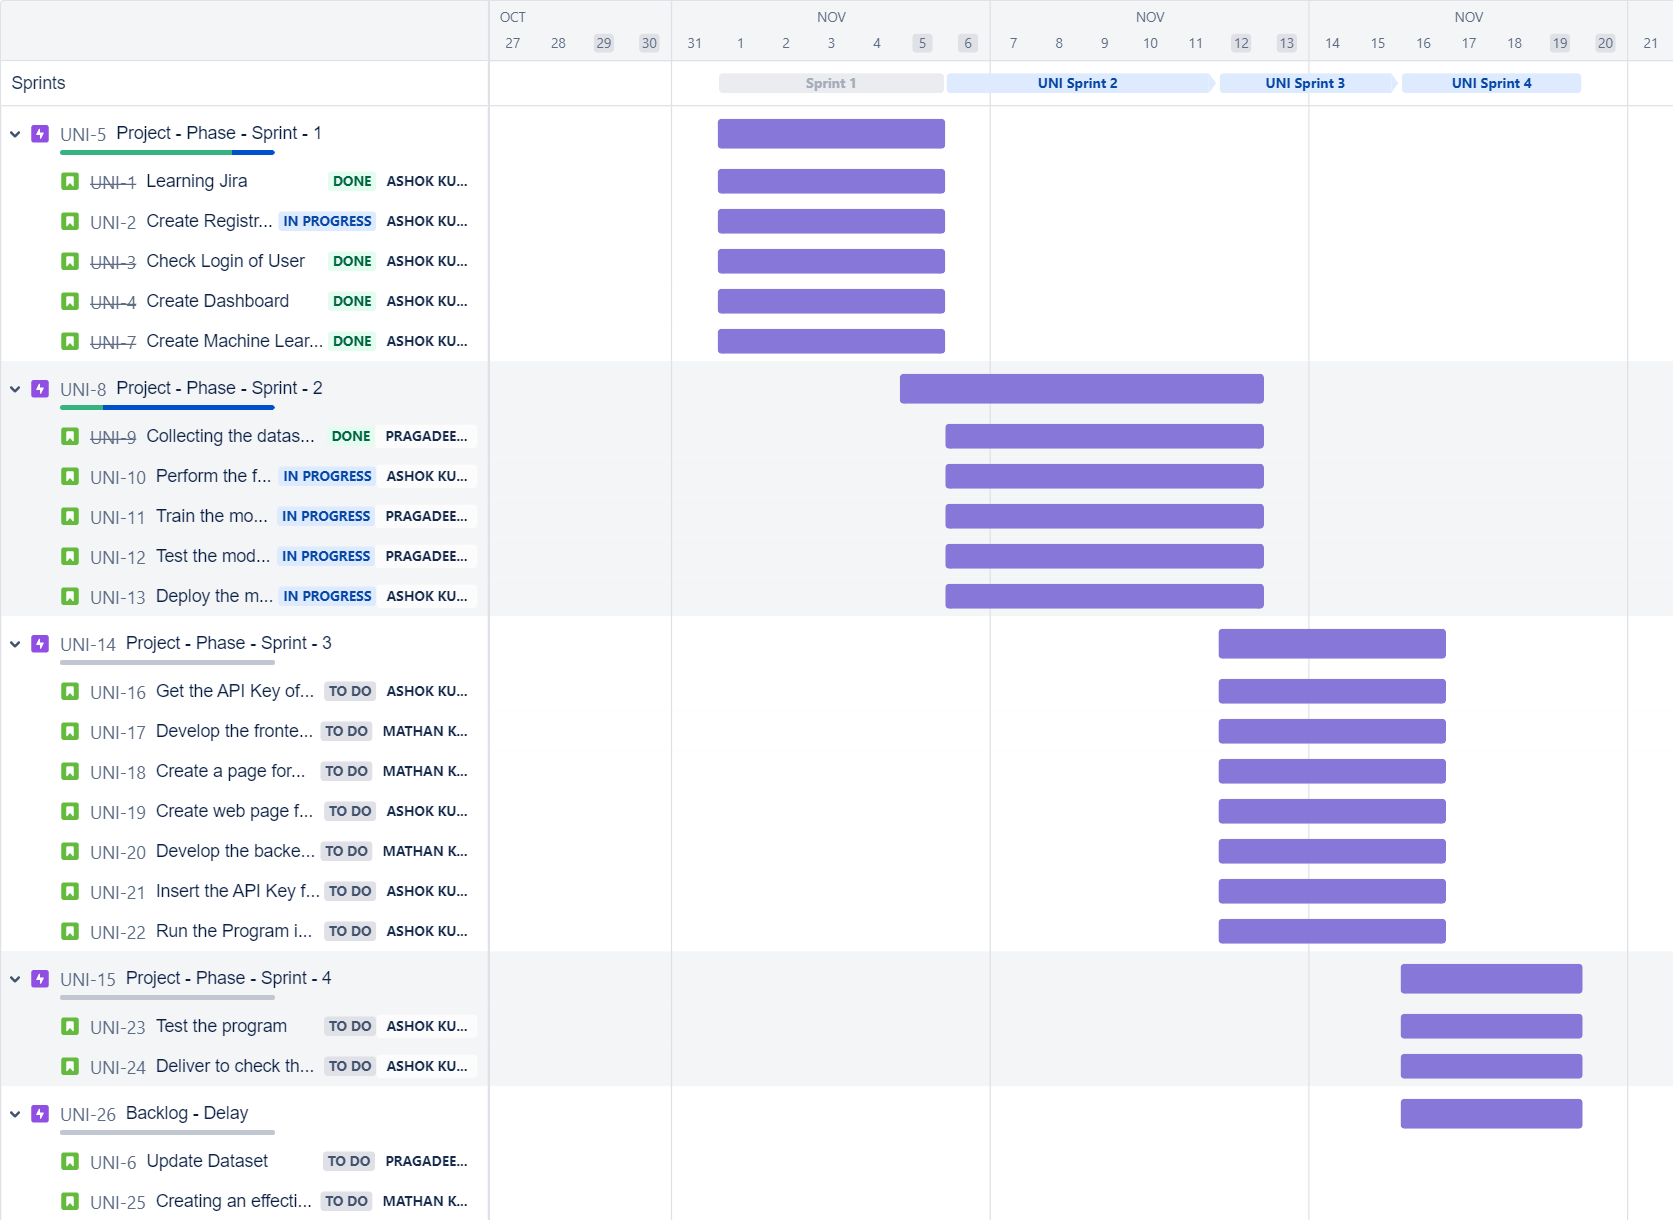 OCT NOV NOV NOV
27 28 29 30 31 1 2 3 4 5 6 7 8 9 10 11 12 13 14 15 16 17 18 19 20 21
Sprints Sprint 1 UNI Sprint 2 UNI Sprint 3 UNI Sprint 4
UNI-5 Project - Phase - Sprint - 1
UNI-1 Learning Jira DONE ASHOK KU...
UNI-2 Create Registr... IN PROGRESS ASHOK KU...
UNI-3 Check Login of User DONE ASHOK KU...
UNI-4 Create Dashboard DONE ASHOK KU...
UNI-7 Create Machine Lear... DONE ASHOK KU...
UNI-8 Project - Phase - Sprint - 2
UNI-9 Collecting the datas... DONE PRAGADEE...
UNI-10 Perform the f... IN PROGRESS ASHOK KU...
UNI-11 Train the mo... IN PROGRESS PRAGADEE...
UNI-12 Test the mod... IN PROGRESS PRAGADEE...
UNI-13 Deploy the m... IN PROGRESS ASHOK KU...
UNI-14 Project - Phase - Sprint - 3
UNI-16 Get the API Key of... TO DO ASHOK KU...
UNI-17 Develop the fronte... TO DO MATHAN K...
UNI-18 Create a page for... TO DO MATHAN K...
UNI-19 Create web page f... TO DO ASHOK KU...
UNI-20 Develop the backe... TO DO MATHAN K...
UNI-21 Insert the API Key f... TO DO ASHOK KU...
UNI-22 Run the Program i... TO DO ASHOK KU...
UNI-15 Project - Phase - Sprint - 4
UNI-23 Test the program TO DO ASHOK KU...
UNI-24 Deliver to check th... TO DO ASHOK KU...
UNI-26 Backlog - Delay
UNI-6 Update Dataset TO DO PRAGADEE...
UNI-25 Creating an effecti... TO DO MATHAN K...